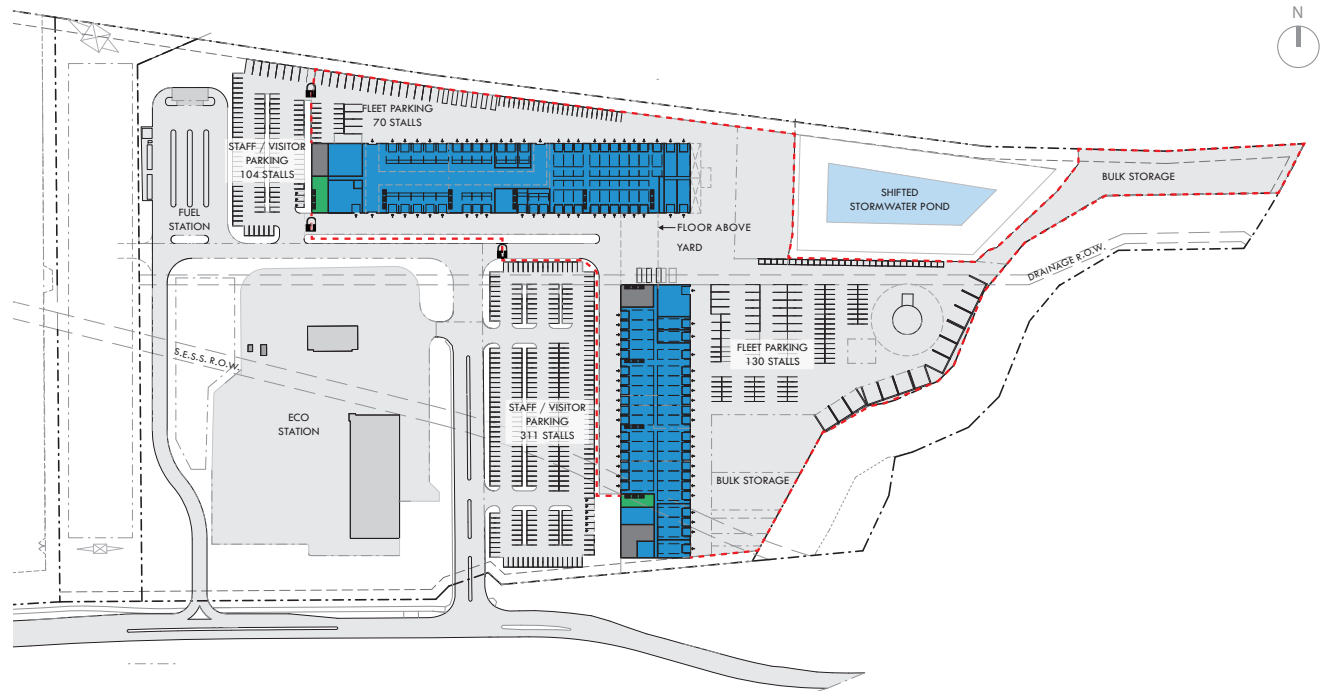 N
FLEET PARKING
70 STALLS
STAFF / VISITOR
PARKING
104 STALLS
BULK STORAGE
SHIFTED
STORMWATER POND
FUEL
STATION
FLOOR ABOVE
YARD
DRAINAGE R.O.W.
FLEET PARKING
130 STALLS
S.E.S.S. R.O.W.
ECO
STATION
STAFF / VISITOR
PARKING
311 STALLS
BULK STORAGE